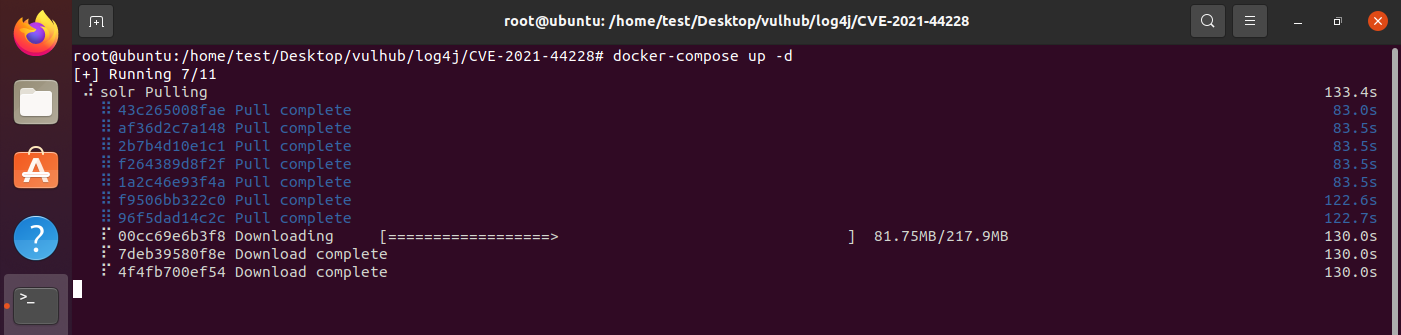 root@ubuntu: /home/test/Desktop/vulhub/log4j/CVE-2021-44228
root@ubuntu:/home/test/Desktop/vulhub/log4j/CVE-2021-44228# docker-compose up -d
[+] Running 7/11
⠼ solr Pulling 133.4s
⠿ 43c265008fae Pull complete 83.0s
⠿ af36d2c7a148 Pull complete 83.5s
⠿ 2b7b4d10e1c1 Pull complete 83.5s
⠿ f264389d8f2f Pull complete 83.5s
⠿ 1a2c46e93f4a Pull complete 83.5s
⠿ f9506bb322c0 Pull complete 122.6s
⠿ 96f5dad14c2c Pull complete 122.7s
⠏ 00cc69e6b3f8 Downloading [==================> ] 81.75MB/217.9MB 130.0s
⠏ 7deb39580f8e Download complete 130.0s
⠏ 4f4fb700ef54 Download complete 130.0s